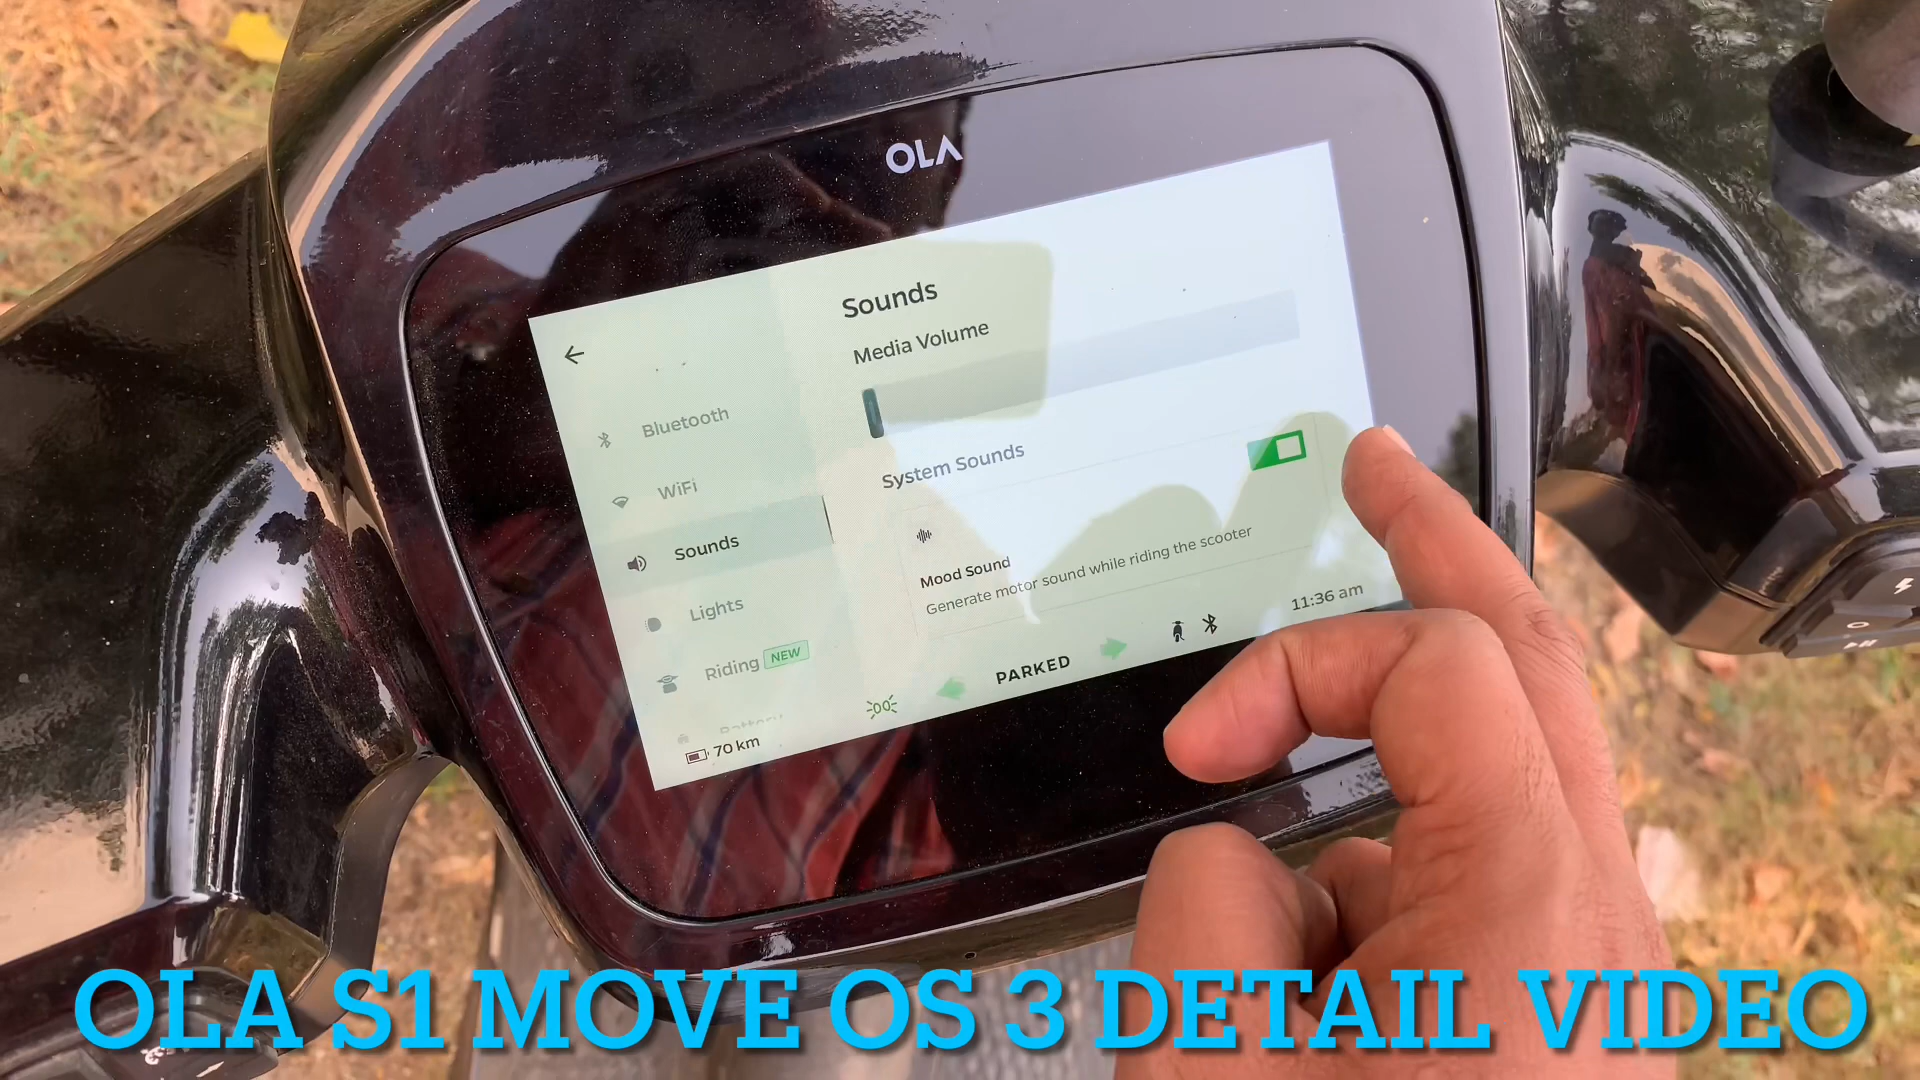 OLA
Sounds
Media Volume
Bluetooth
WiFi
Sounds
Lights
Riding NEW
Battery
System Sounds
Mood Sound
Generate motor sound while riding the scooter
11:36 am
PARKED
70 km
OLA S1 MOVE OS 3 DETAIL VIDEO